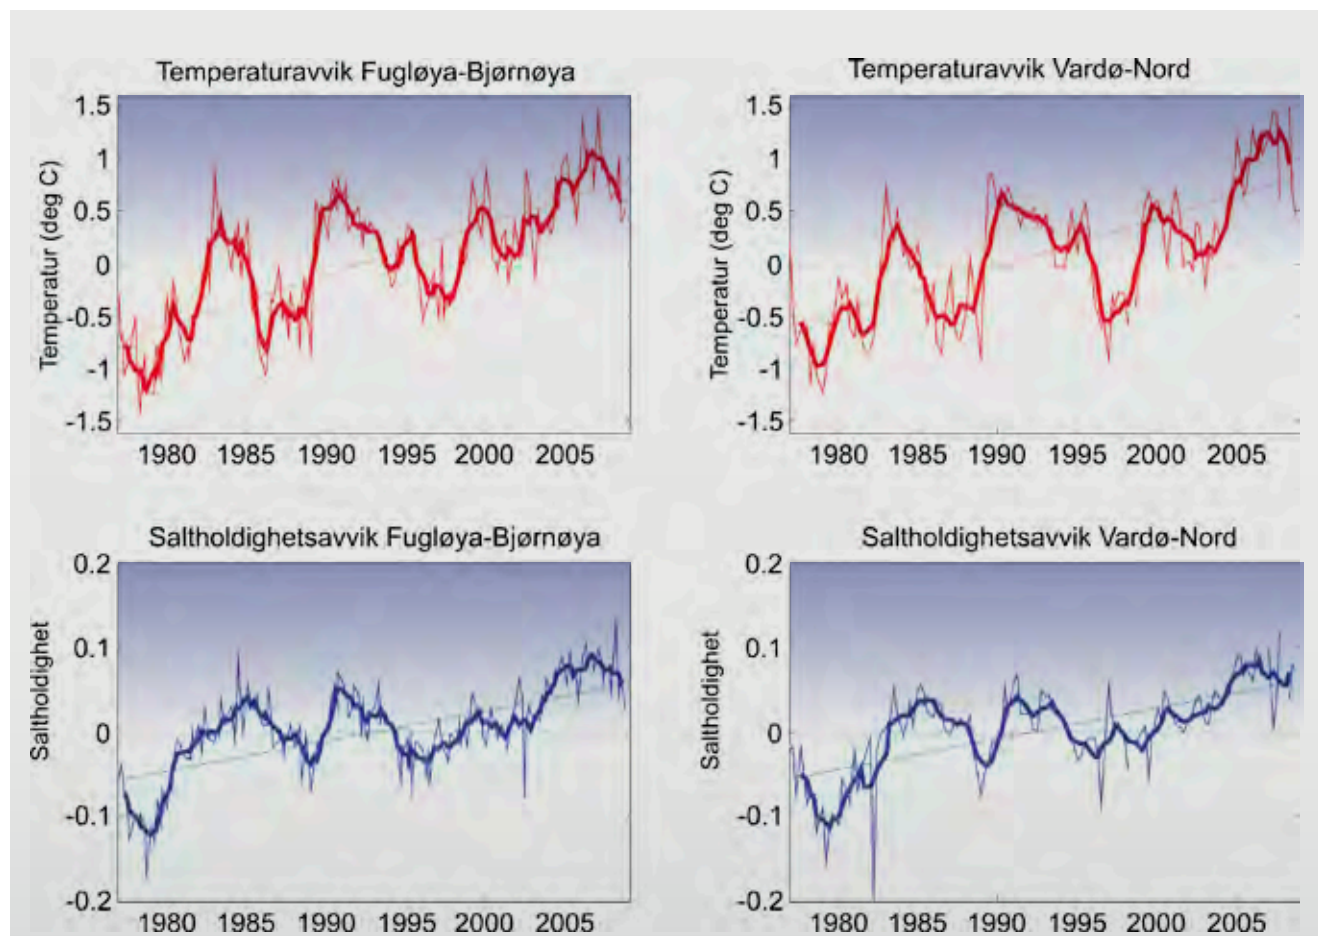 Temperaturavvik Fugløya-Bjørnøya
Temperatur (deg C)
1.5
1
0.5
0
-0.5
-1
-1.5
1980 1985 1990 1995 2000 2005
Temperaturavvik Vardø-Nord
Temperatur (deg C)
1.5
1
0.5
0
-0.5
-1
-1.5
1980 1985 1990 1995 2000 2005
Saltholdighetsavvik Fugløya-Bjørnøya
Saltholdighet
0.2
0.1
0
-0.1
-0.2
1980 1985 1990 1995 2000 2005
Saltholdighetsavvik Vardø-Nord
Saltholdighet
0.2
0.1
0
-0.1
-0.2
1980 1985 1990 1995 2000 2005